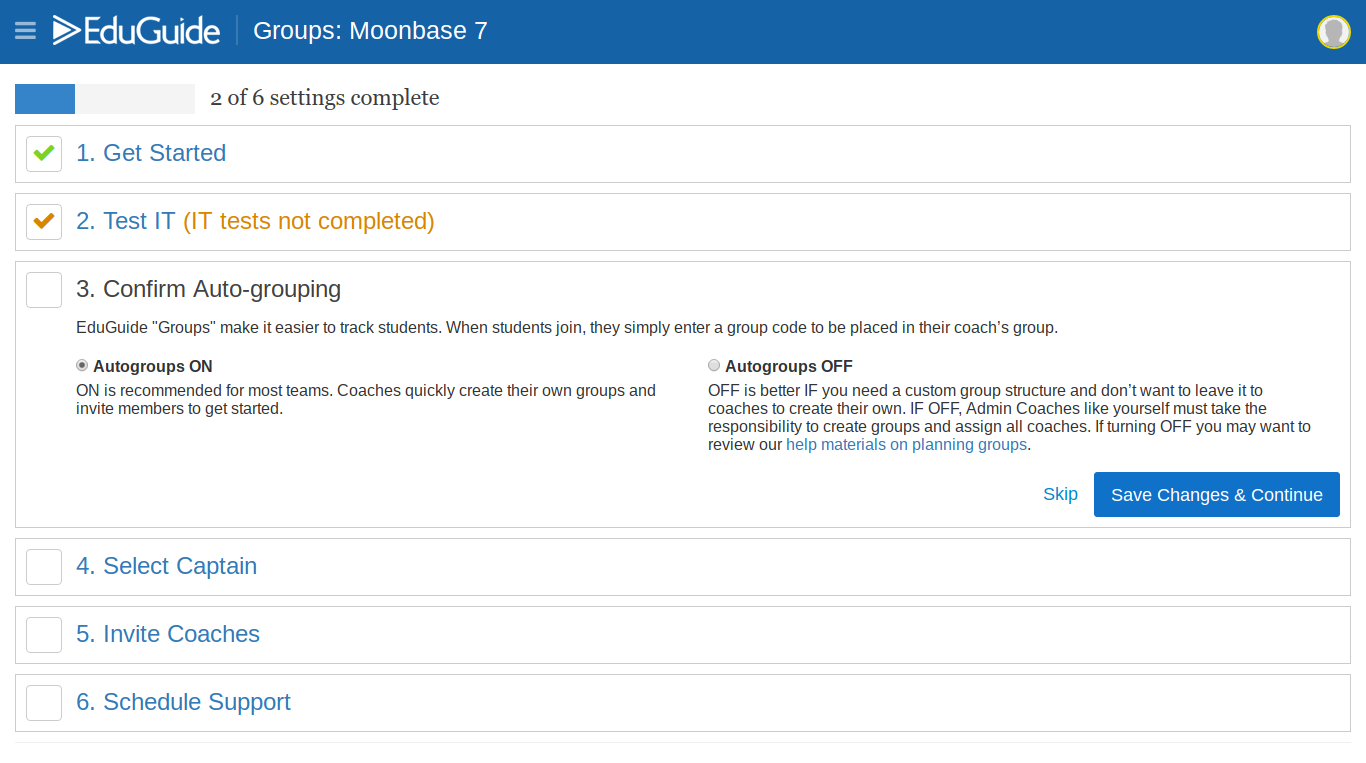 EduGuide
Groups: Moonbase 7
2 of 6 settings complete
1. Get Started
2. Test IT (IT tests not completed)
3. Confirm Auto-grouping
EduGuide "Groups" make it easier to track students. When students join, they simply enter a group code to be placed in their coach’s group.
Autogroups ON
ON is recommended for most teams. Coaches quickly create their own groups and
invite members to get started.
Autogroups OFF
OFF is better IF you need a custom group structure and don’t want to leave it to
coaches to create their own. IF OFF, Admin Coaches like yourself must take the
responsibility to create groups and assign all coaches. If turning OFF you may want to
review our help materials on planning groups.
Skip
Save Changes & Continue
4. Select Captain
5. Invite Coaches
6. Schedule Support